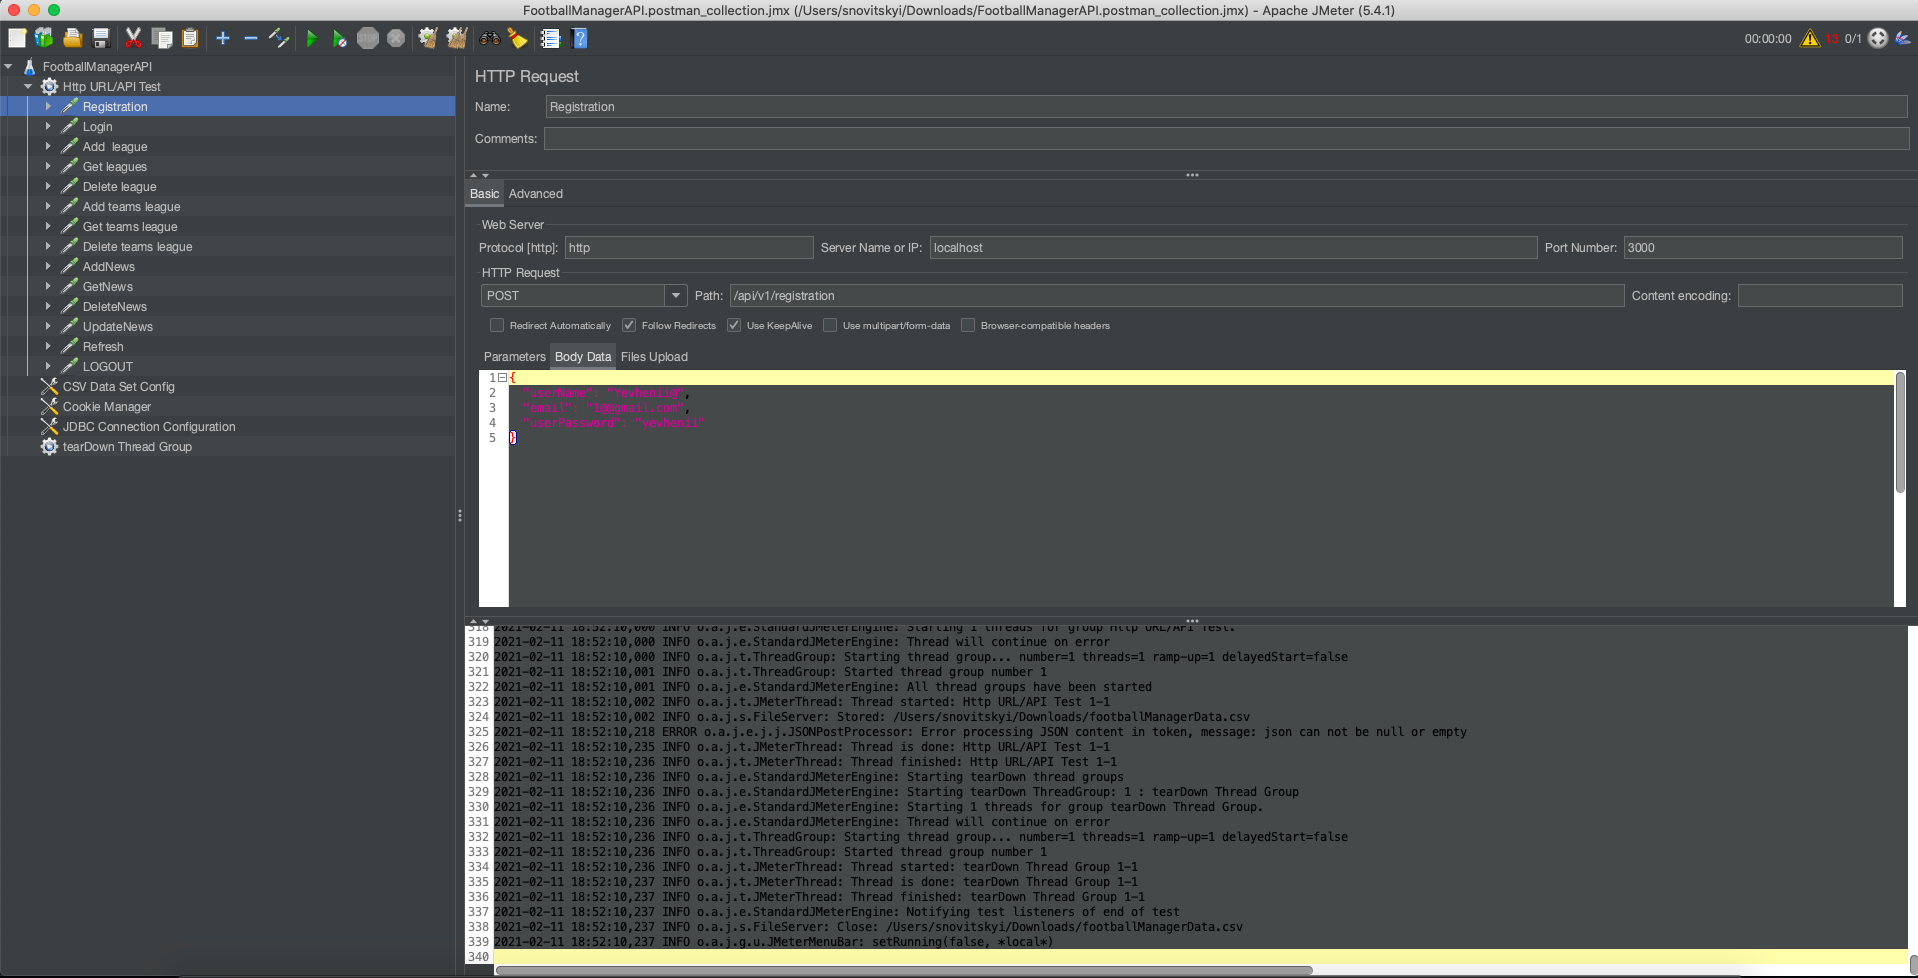 FootballManagerAPI.postman_collection.jmx (/Users/snovitskyi/Downloads/FootballManagerAPI.postman_collection.jmx) - Apache JMeter (5.4.1)
00:00:00 13 0/1
FootballManagerAPI
Http URL/API Test
Registration
Login
Add league
Get leagues
Delete league
Add teams league
Get teams league
Delete teams league
AddNews
GetNews
DeleteNews
UpdateNews
Refresh
LOGOUT
CSV Data Set Config
Cookie Manager
JDBC Connection Configuration
tearDown Thread Group
HTTP Request
Name: Registration
Comments:
Basic Advanced
Web Server
Protocol [http]: http Server Name or IP: localhost Port Number: 3000
HTTP Request
POST Path: /api/v1/registration Content encoding:
Redirect Automatically Follow Redirects Use KeepAlive Use multipart/form-data Browser-compatible headers
Parameters Body Data Files Upload
1 {
2 "userName":
3 "email": "1@@gmail.com",
4 "userPassword": "yevhenii"
5 }
318 2021-02-11 18:52:10,000 INFO o.a.j.e.StandardJMeterEngine: Starting 1 threads for group Http URL/API Test.
319 2021-02-11 18:52:10,000 INFO o.a.j.e.StandardJMeterEngine: Thread will continue on error
320 2021-02-11 18:52:10,000 INFO o.a.j.t.ThreadGroup: Starting thread group... number=1 threads=1 ramp-up=1 delayedStart=false
321 2021-02-11 18:52:10,001 INFO o.a.j.t.ThreadGroup: Started thread group number 1
322 2021-02-11 18:52:10,001 INFO o.a.j.e.StandardJMeterEngine: All thread groups have been started
323 2021-02-11 18:52:10,002 INFO o.a.j.t.JMeterThread: Thread started: Http URL/API Test 1-1
324 2021-02-11 18:52:10,002 INFO o.a.j.s.FileServer: Stored: /Users/snovitskyi/Downloads/footballManagerData.csv
325 2021-02-11 18:52:10,218 ERROR o.a.j.e.j.j.JSONPostProcessor: Error processing JSON content in token, message: json can not be null or empty
326 2021-02-11 18:52:10,235 INFO o.a.j.t.JMeterThread: Thread is done: Http URL/API Test 1-1
327 2021-02-11 18:52:10,236 INFO o.a.j.t.JMeterThread: Thread finished: Http URL/API Test 1-1
328 2021-02-11 18:52:10,236 INFO o.a.j.e.StandardJMeterEngine: Starting tearDown thread groups
329 2021-02-11 18:52:10,236 INFO o.a.j.e.StandardJMeterEngine: Starting tearDown ThreadGroup: 1 : tearDown Thread Group
330 2021-02-11 18:52:10,236 INFO o.a.j.e.StandardJMeterEngine: Starting 1 threads for group tearDown Thread Group.
331 2021-02-11 18:52:10,236 INFO o.a.j.e.StandardJMeterEngine: Thread will continue on error
332 2021-02-11 18:52:10,236 INFO o.a.j.t.ThreadGroup: Starting thread group... number=1 threads=1 ramp-up=1 delayedStart=false
333 2021-02-11 18:52:10,236 INFO o.a.j.t.ThreadGroup: Started thread group number 1
334 2021-02-11 18:52:10,236 INFO o.a.j.t.JMeterThread: Thread started: tearDown Thread Group 1-1
335 2021-02-11 18:52:10,237 INFO o.a.j.t.JMeterThread: Thread is done: tearDown Thread Group 1-1
336 2021-02-11 18:52:10,237 INFO o.a.j.t.JMeterThread: Thread finished: tearDown Thread Group 1-1
337 2021-02-11 18:52:10,237 INFO o.a.j.e.StandardJMeterEngine: Notifying test listeners of end of test
338 2021-02-11 18:52:10,237 INFO o.a.j.s.FileServer: Close: /Users/snovitskyi/Downloads/footballManagerData.csv
339 2021-02-11 18:52:10,237 INFO o.a.j.g.u.JMeterMenuBar: setRunning(false, *local*)
340